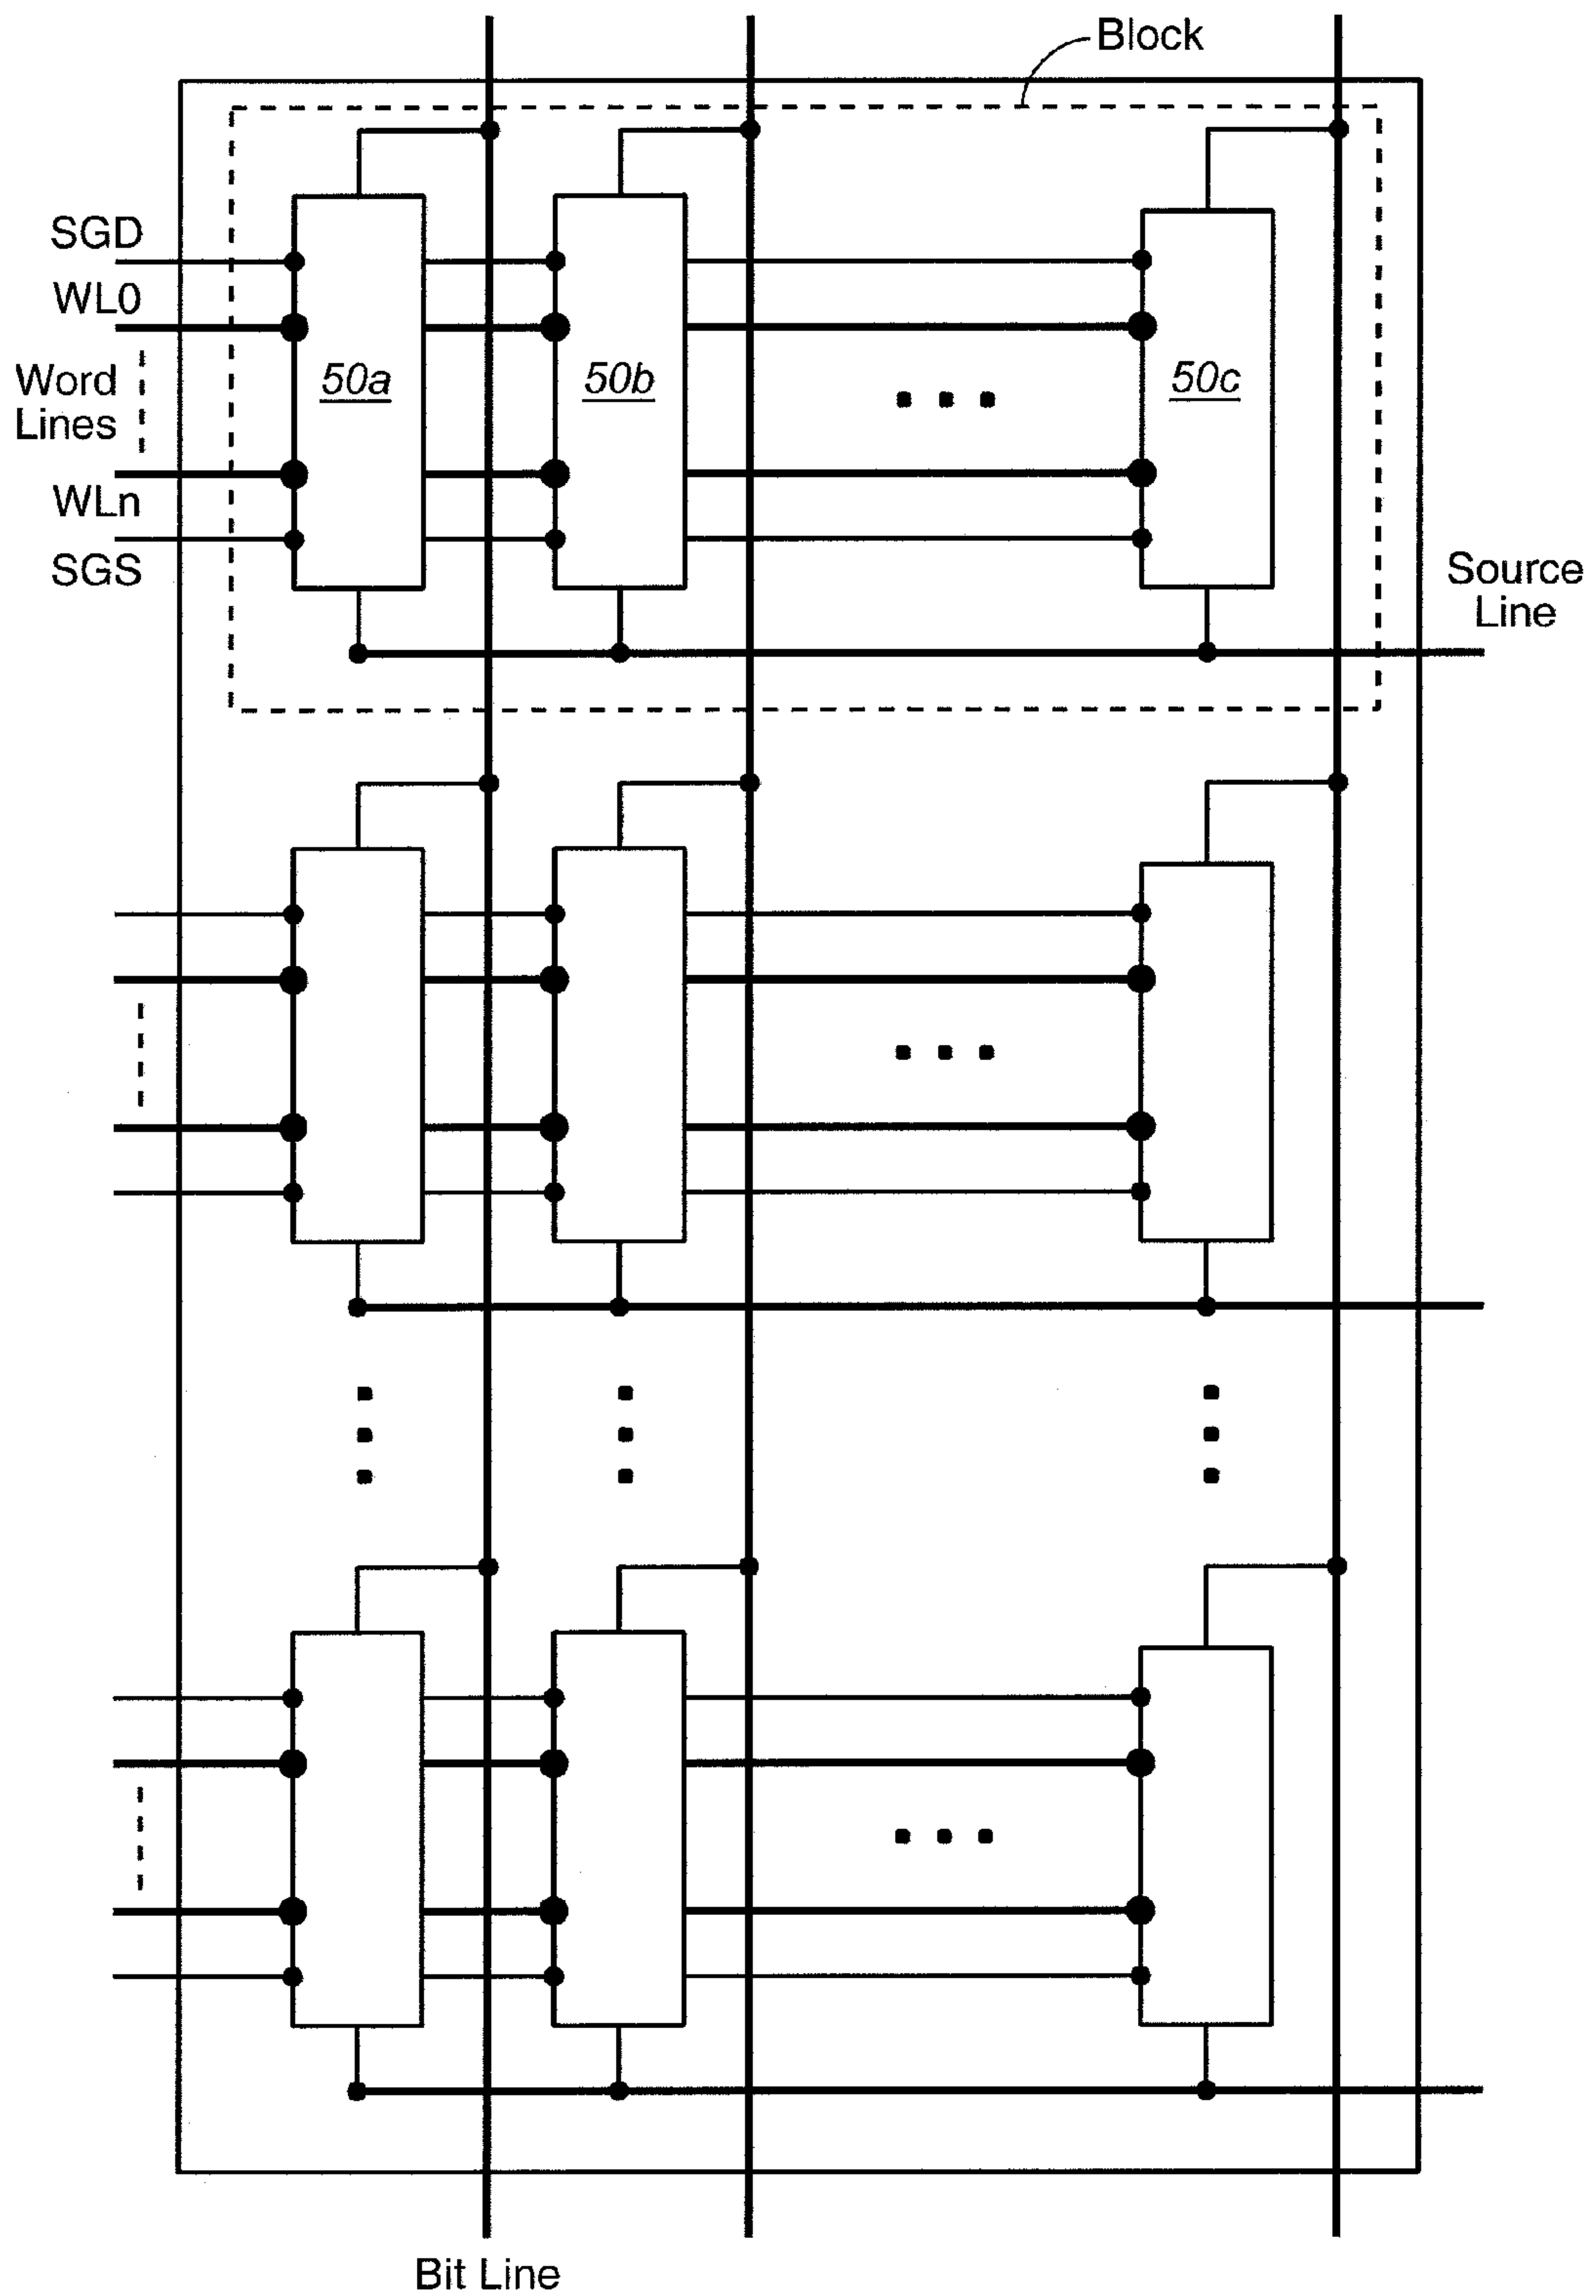 Block
SGD
WL0
Word
Lines
WLn
SGS
50a
50b
50c
Source
Line
Bit Line